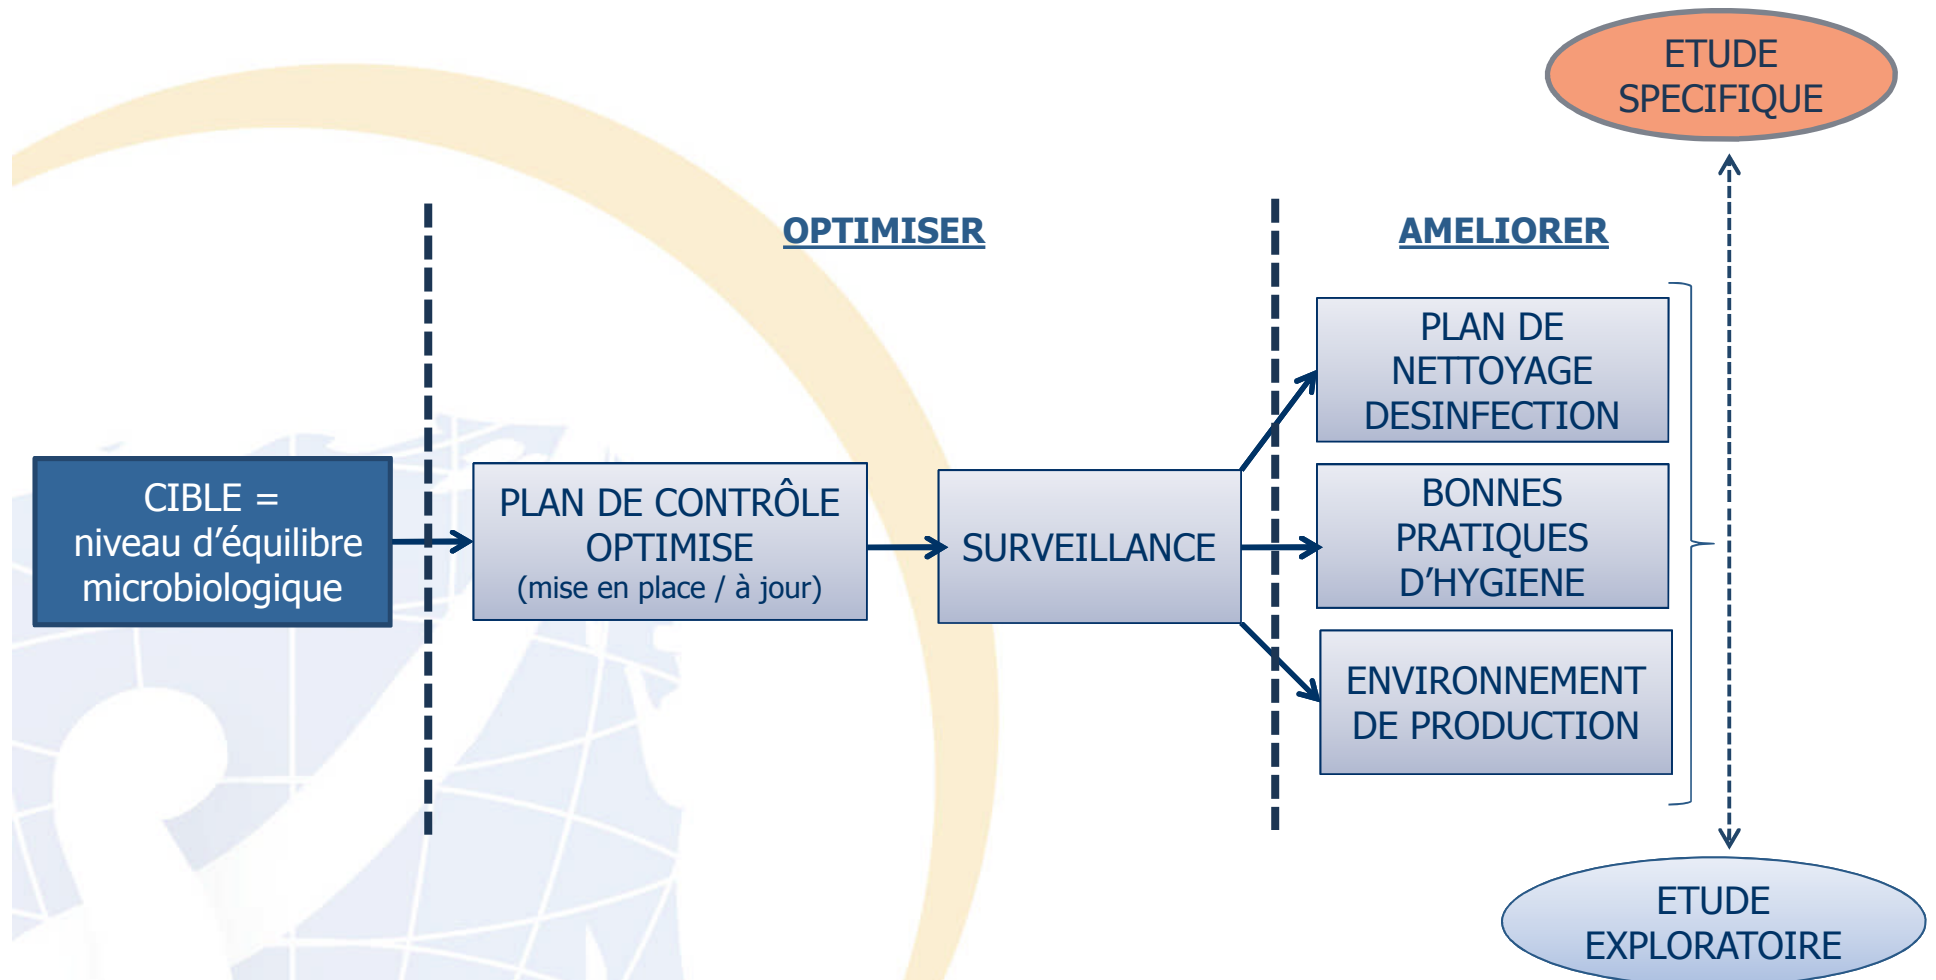 ETUDE
SPECIFIQUE
OPTIMISER
AMELIORER
CIBLE =
niveau d’équilibre
microbiologique
PLAN DE CONTRÔLE
OPTIMISE
(mise en place / à jour)
SURVEILLANCE
PLAN DE
NETTOYAGE
DESINFECTION
BONNES
PRATIQUES
D’HYGIENE
ENVIRONNEMENT
DE PRODUCTION
ETUDE
EXPLORATOIRE